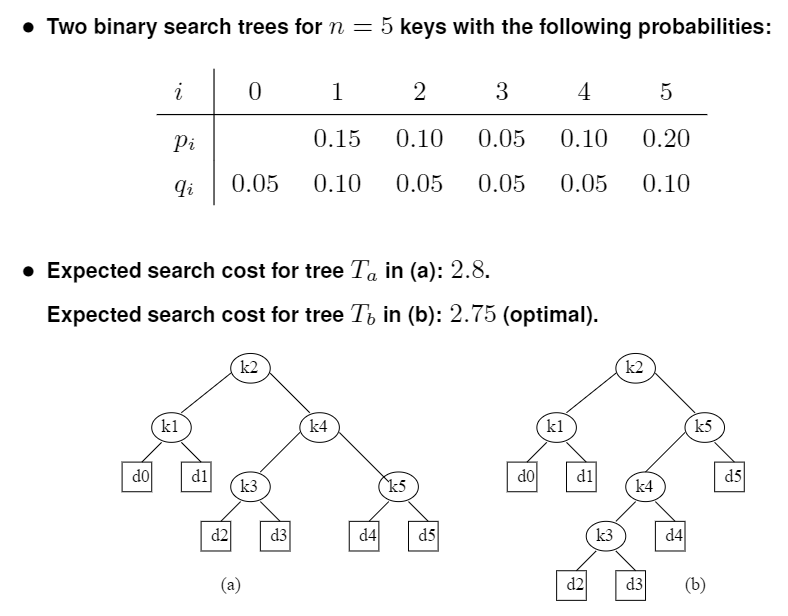 ● Two binary search trees for n = 5 keys with the following probabilities:
i 0 1 2 3 4 5
pi 0.15 0.10 0.05 0.10 0.20
qi 0.05 0.10 0.05 0.05 0.05 0.10
● Expected search cost for tree Ta in (a): 2.8.
Expected search cost for tree Tb in (b): 2.75 (optimal).
k2
k1 k4
d0 d1 k3 k5
d2 d3 d4 d5
(a)
k2
k1 k5
d0 d1 k4 d5
k3 d4
d2 d3
(b)